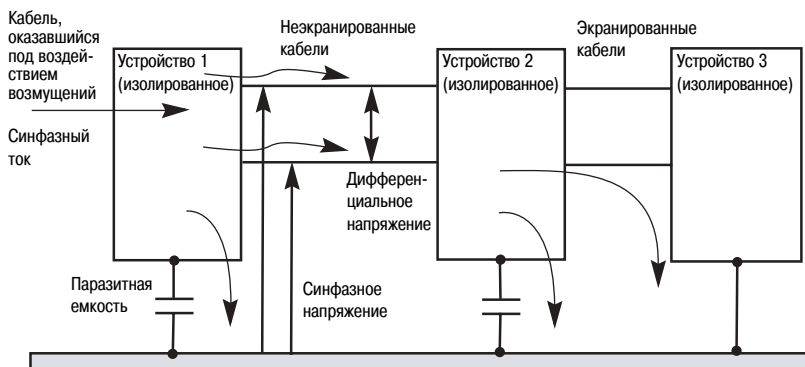 Кабель,
оказавшийся
под воздей-
ствием
возмущений
Синфазный
ток
Устройство 1
(изолированное)
Неэкранированные
кабели
Дифферен-
циальное
напряжение
Синфазное
напряжение
Паразитная
емкость
Устройство 2
(изолированное)
Экранированные
кабели
Устройство 3
(изолированное)